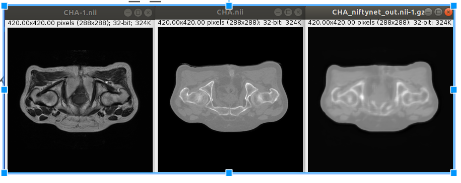 CHA-1.nii
420.00x420.00 pixels (288x288); 32-bit; 324K
CHA.nii
420.00x420.00 pixels (288x288); 32-bit; 324K
CHA_niftynet_out.nii-1.gz
420.00x420.00 pixels (288x288); 32-bit; 324K